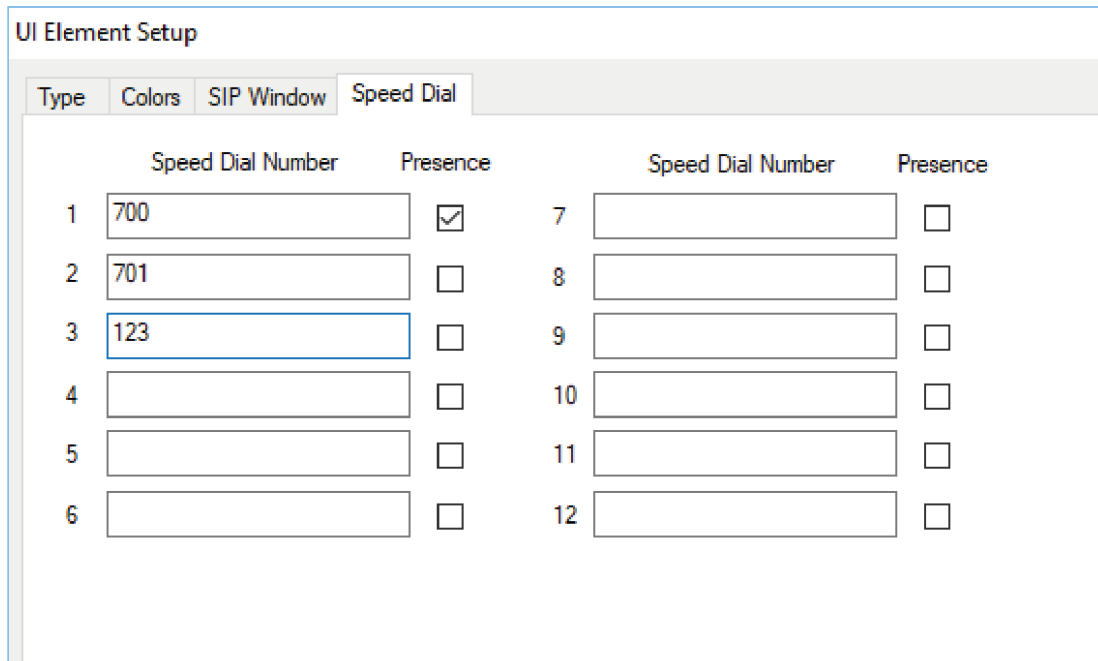 UI Element Setup
Type Colors SIP Window Speed Dial
Speed Dial Number Presence Speed Dial Number Presence
1 700 7
2 701 8
3 123 9
4 10
5 11
6 12